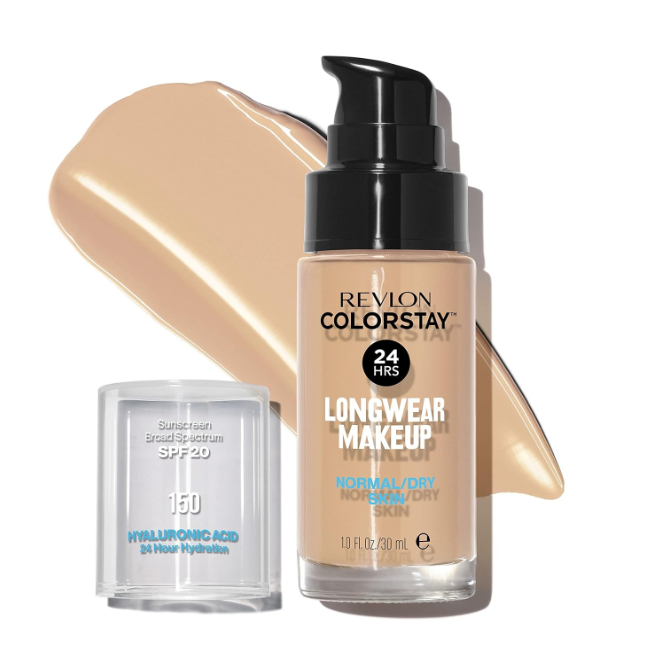 REVLON
COLORSTAY™
24
HRS
LONGWEAR
MAKEUP
NORMAL/DRY
SKIN
1.0 Fl.Oz./30 mL e
Sunscreen
Broad Spectrum
SPF 20
150
HYALURONIC ACID
24 Hour Hydration